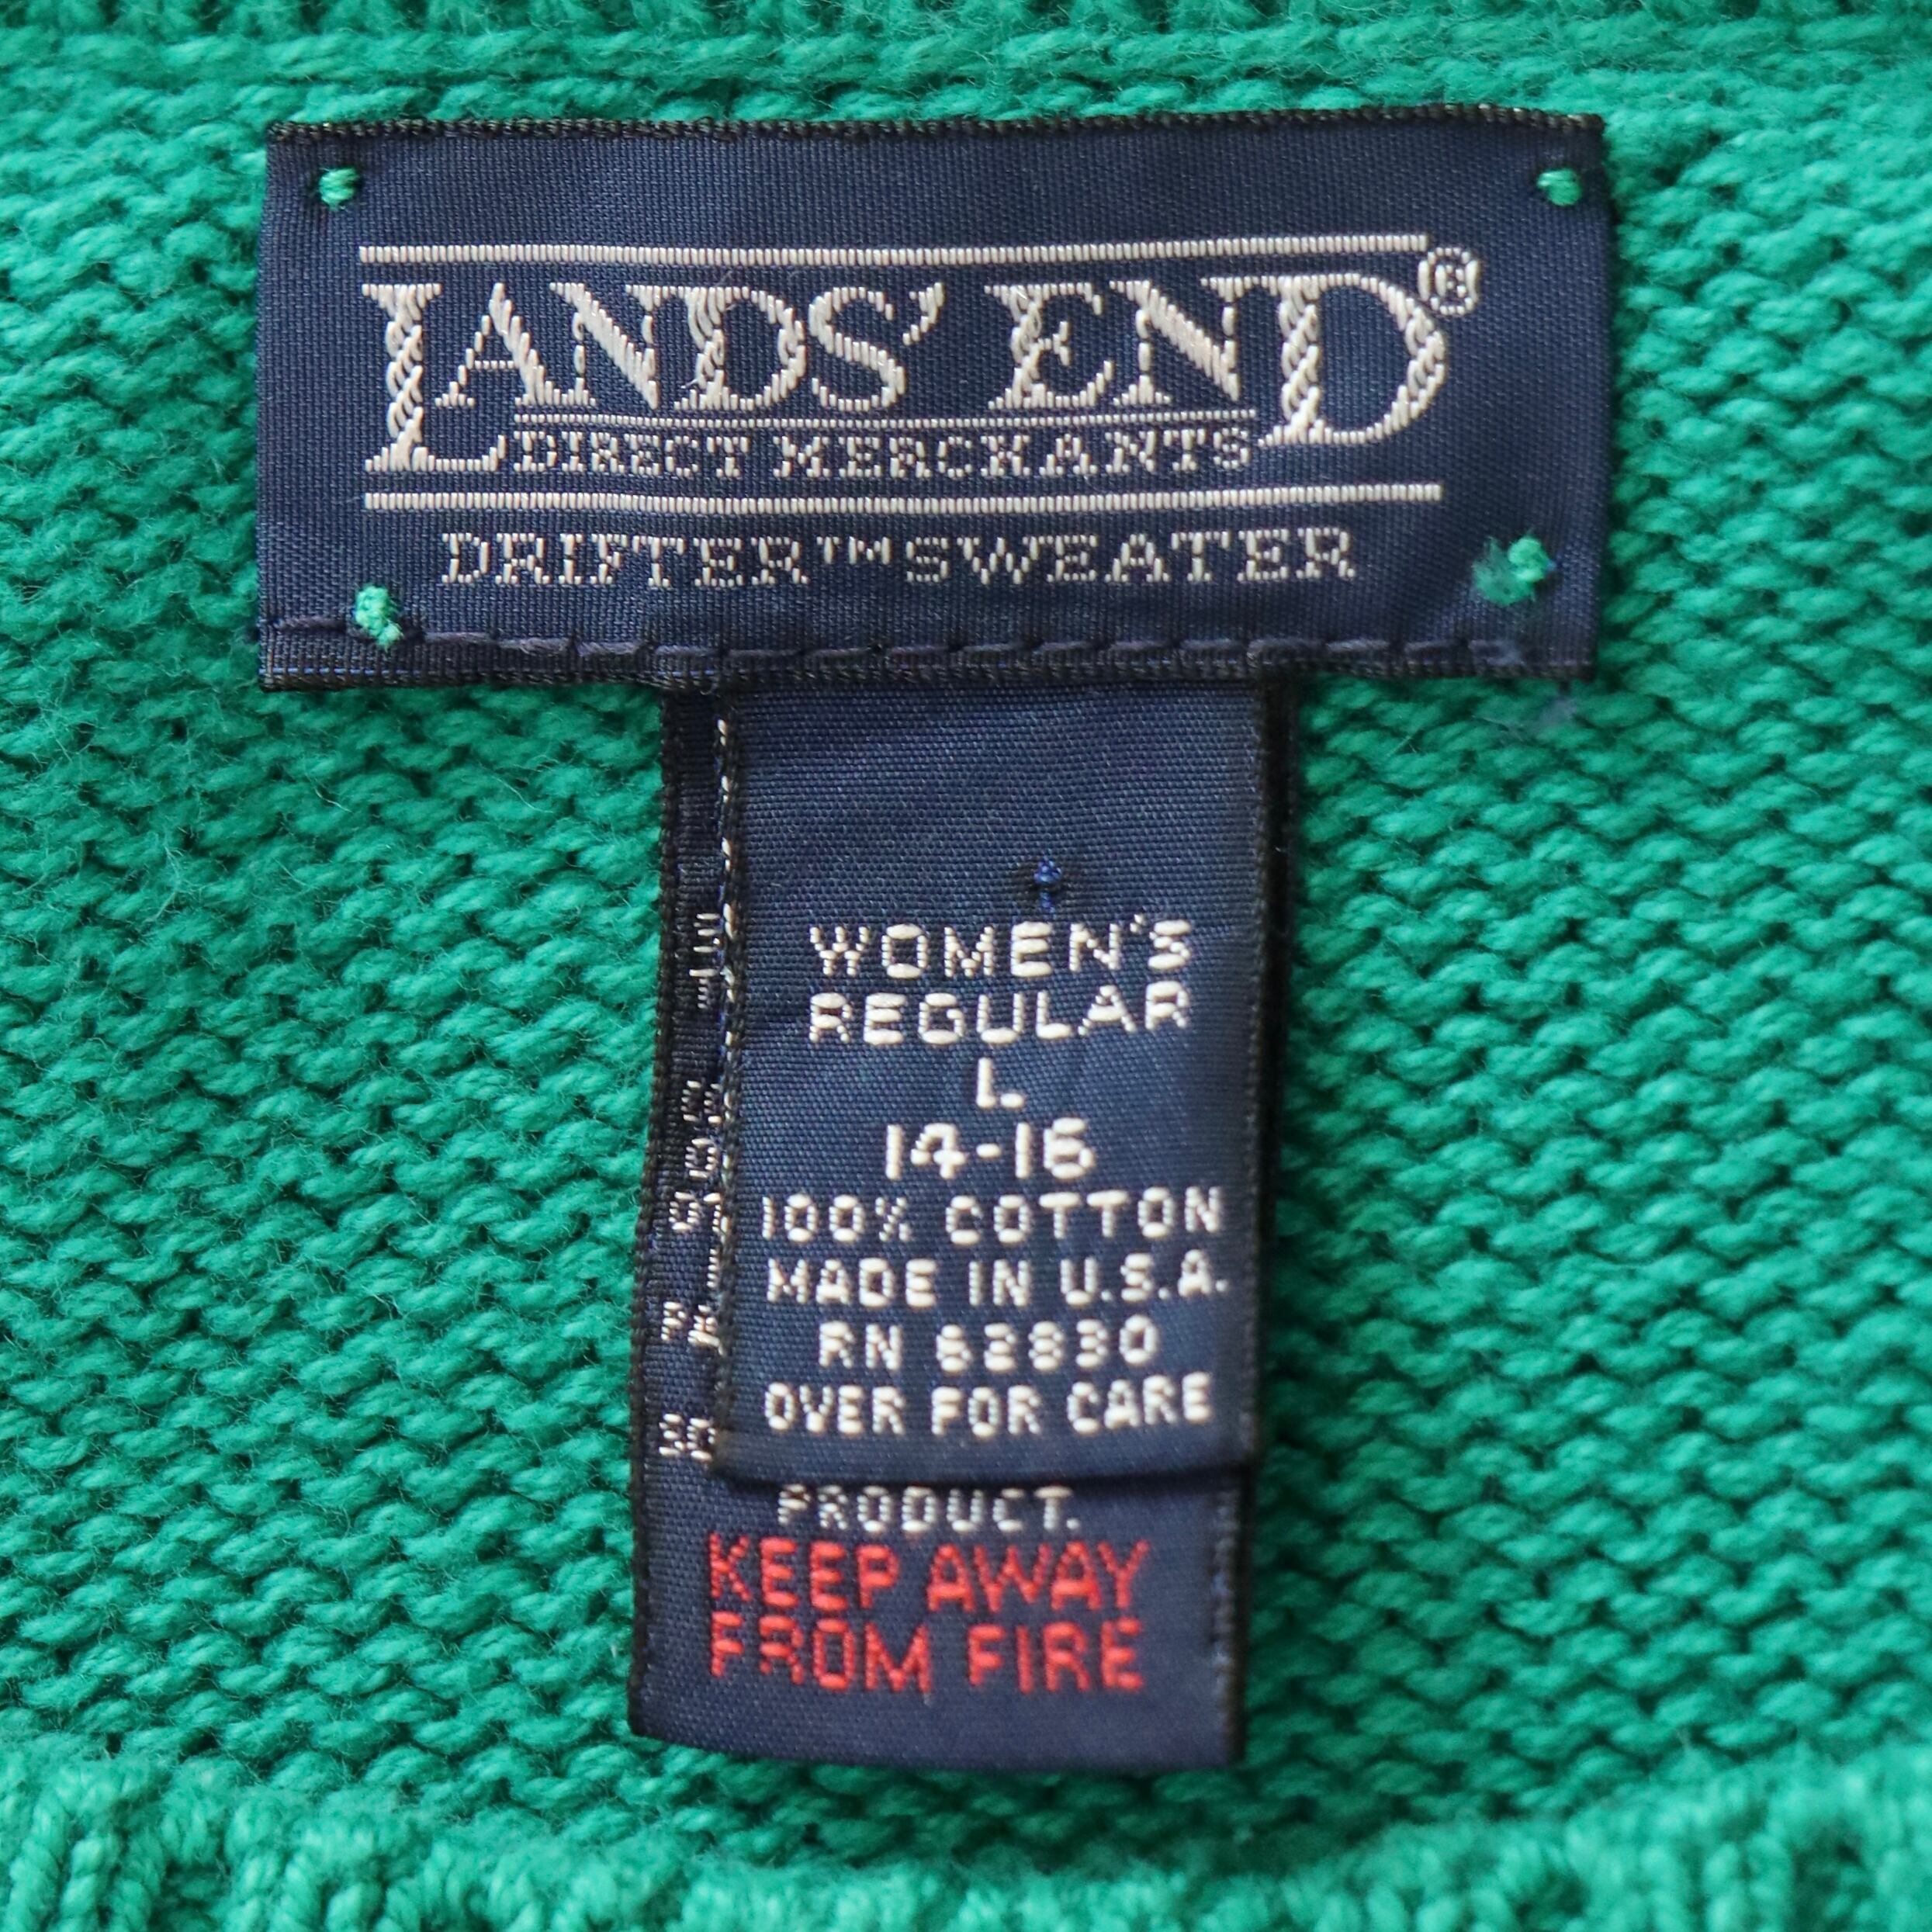 LANDS' END®
DIRECT MERCHANTS
DRIFTER™ SWEATER
WOMEN'S
REGULAR
L
14-16
100% COTTON
MADE IN U.S.A.
RN 62830
OVER FOR CARE
PRODUCT.
KEEP AWAY
FROM FIRE